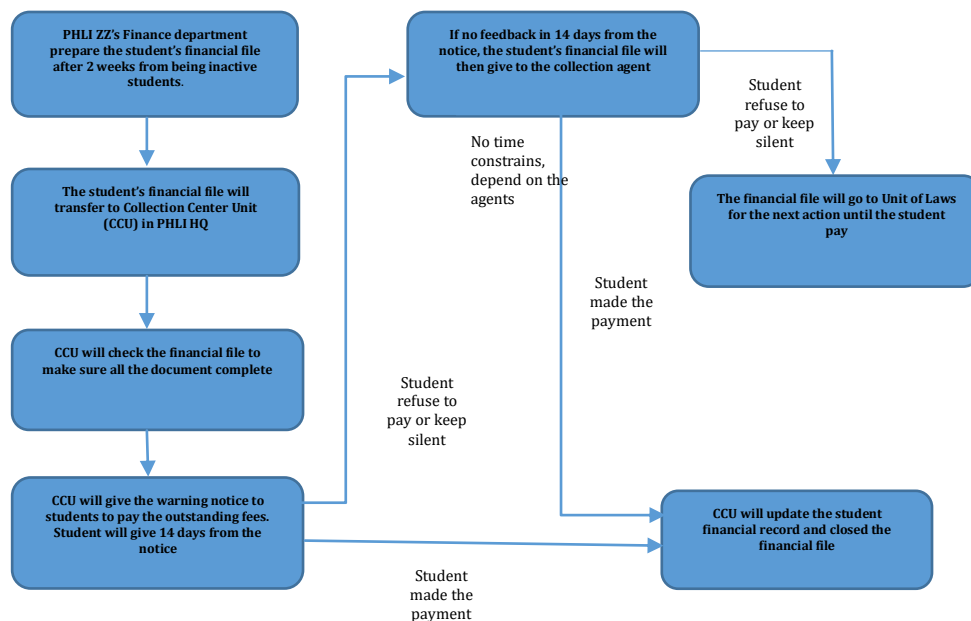 PHLI ZZ's Finance department
prepare the student's financial file
after 2 weeks from being inactive
students.
The student's financial file will
transfer to Collection Center Unit
(CCU) in PHLI HQ
CCU will check the financial file to
make sure all the document complete
CCU will give the warning notice to
students to pay the outstanding fees.
Student will give 14 days from the
notice
Student
refuse to
pay or keep
silent
Student
made the
payment
If no feedback in 14 days from the
notice, the student's financial file will
then give to the collection agent
No time
constrains,
depend on the
agents
Student
made the
payment
Student
refuse to
pay or keep
silent
The financial file will go to Unit of Laws
for the next action until the student
pay
CCU will update the student
financial record and closed the
financial file